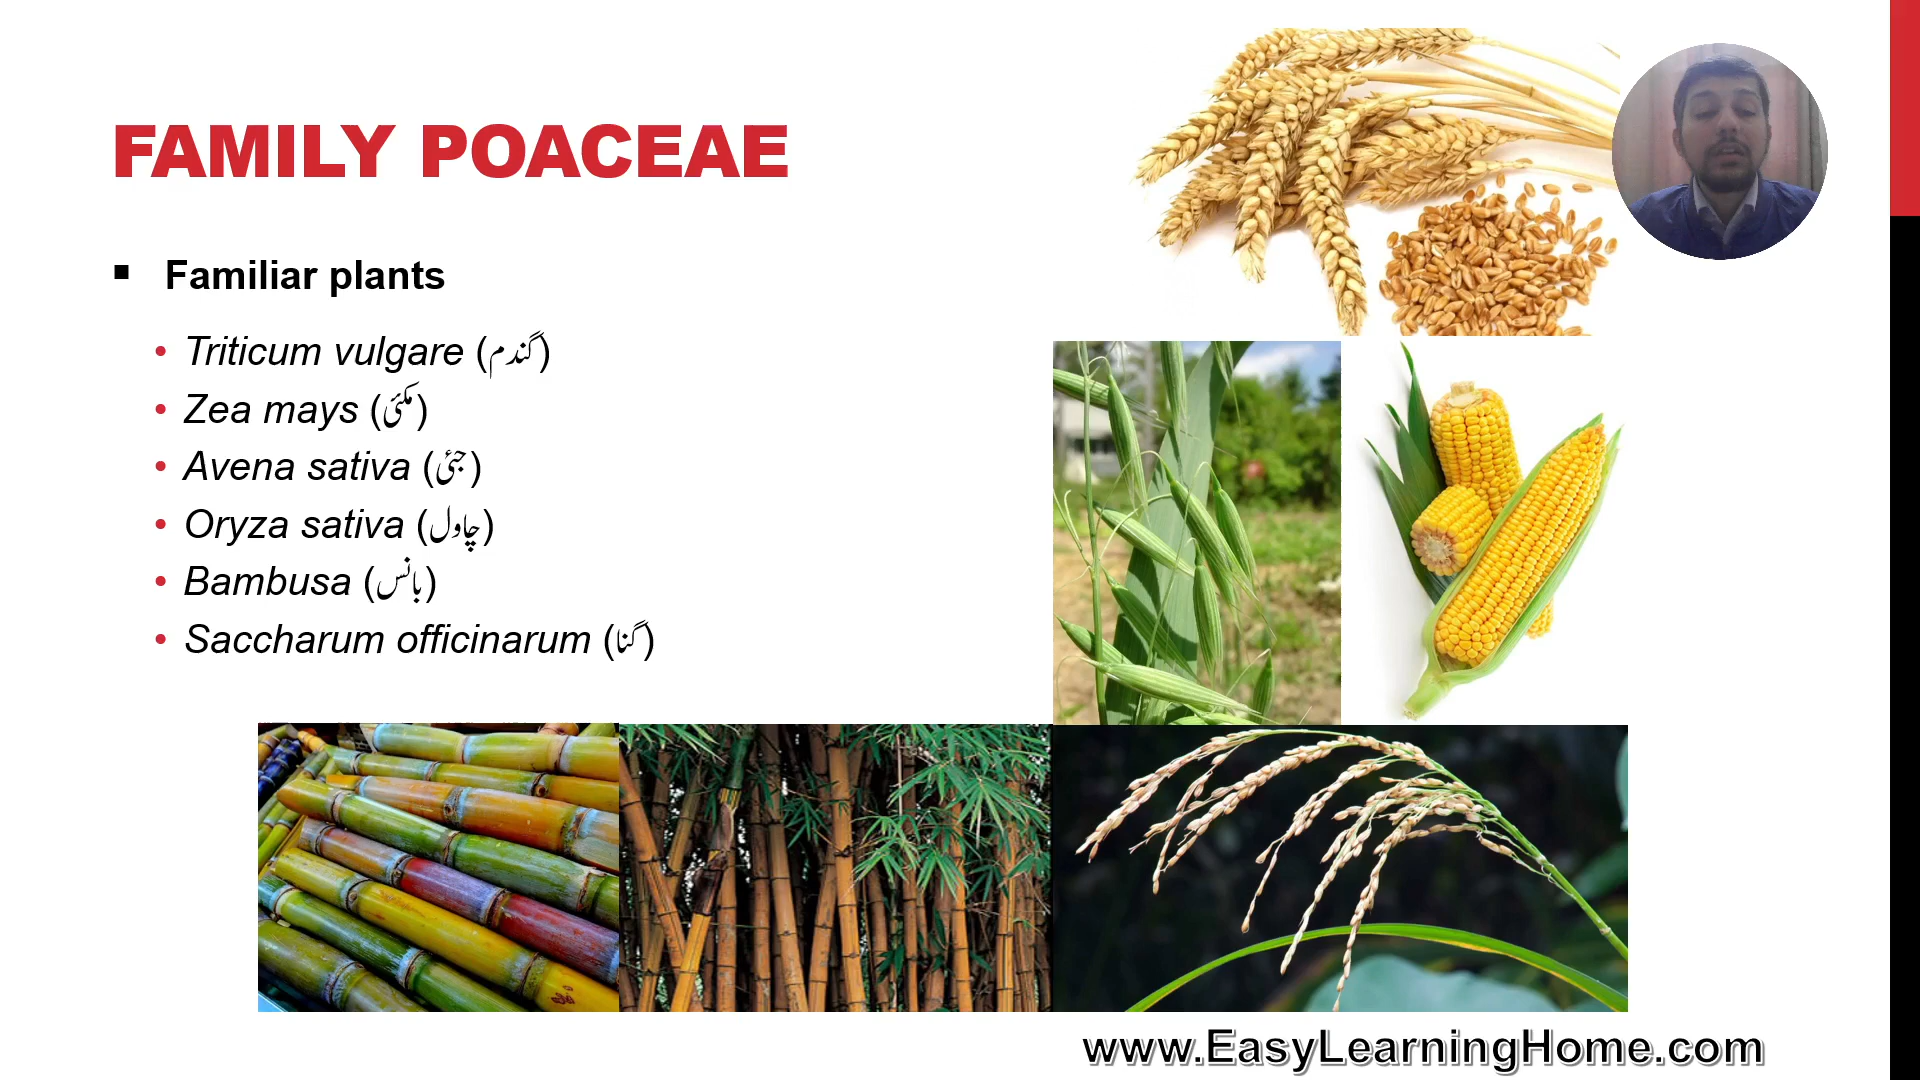 FAMILY POACEAE
▪ Familiar plants
• Triticum vulgare (گندم)
• Zea mays (مکئی)
• Avena sativa (جئی)
• Oryza sativa (چاول)
• Bambusa (بانس)
• Saccharum officinarum (گنا)
www.EasyLearningHome.com